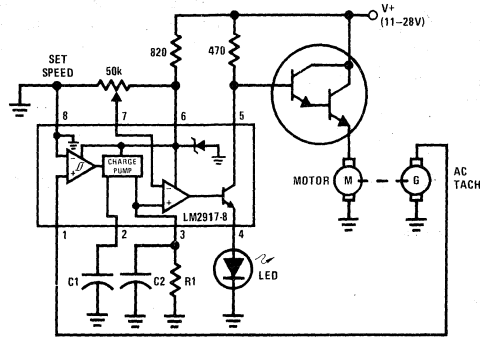 V+
(11–28V)
820
470
SET
SPEED
50k
8
7
6
5
CHARGE
PUMP
LM2917-8
MOTOR
M
G
AC
TACH
1
2
3
4
C1
C2
R1
LED